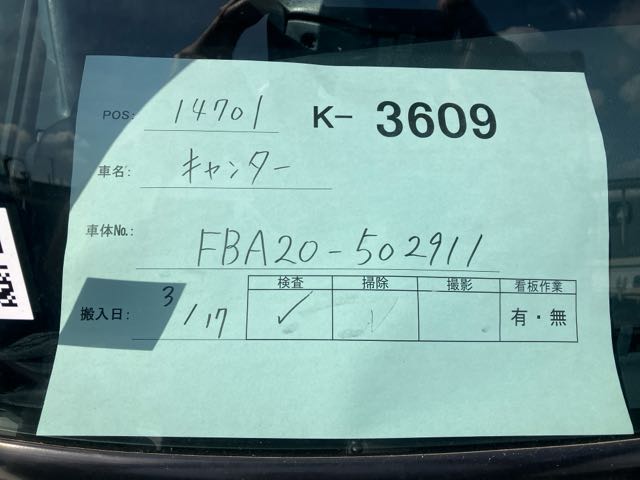 POS: 14701 K- 3609
車名: キャンター
車体No.: FBA20-502911
検査 掃除 撮影 看板作業
搬入日: 3/17 ✓ 有・無